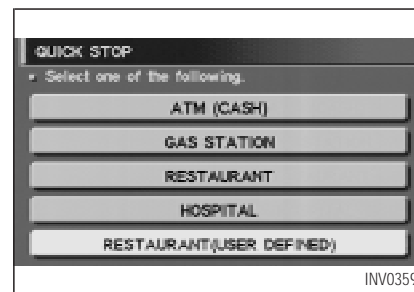 QUICK STOP
Select one of the following.
ATM (CASH)
GAS STATION
RESTAURANT
HOSPITAL
RESTAURANT(USER DEFINED)
INV0359